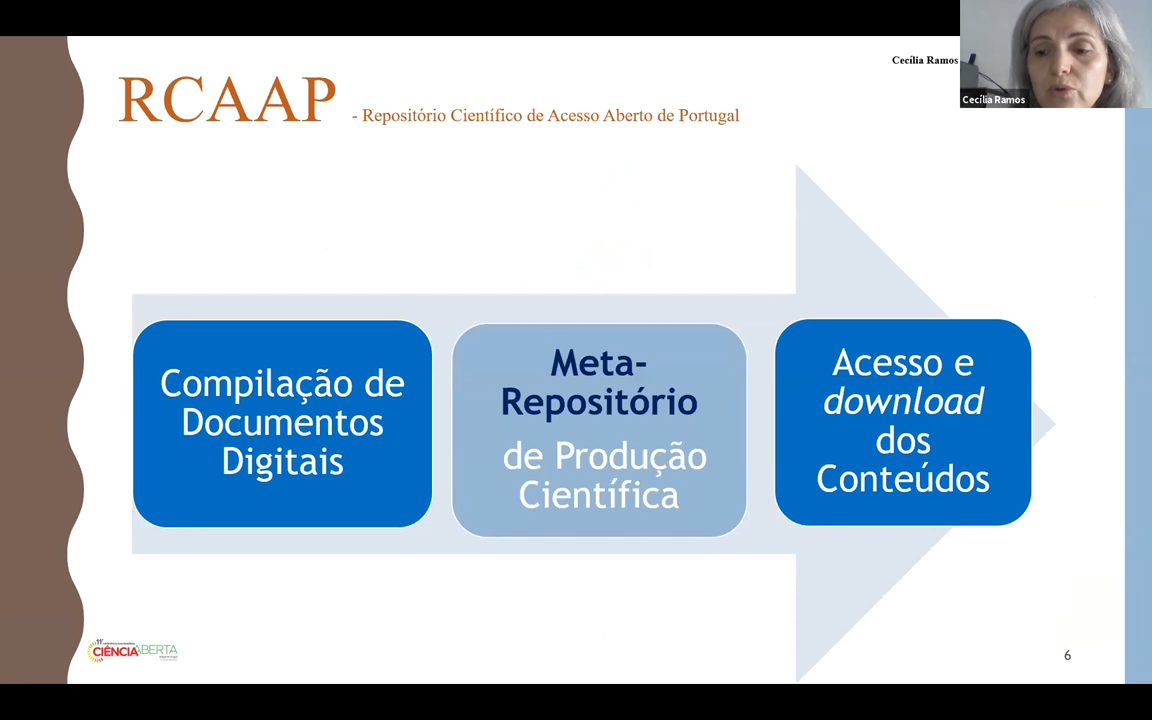 Cecília Ramos
Cecília Ramos
RCAAP - Repositório Científico de Acesso Aberto de Portugal
Compilação de
Documentos
Digitais
Meta-
Repositório
de Produção
Científica
Acesso e
download
dos
Conteúdos
11ª
CIÊNCIA ABERTA
6